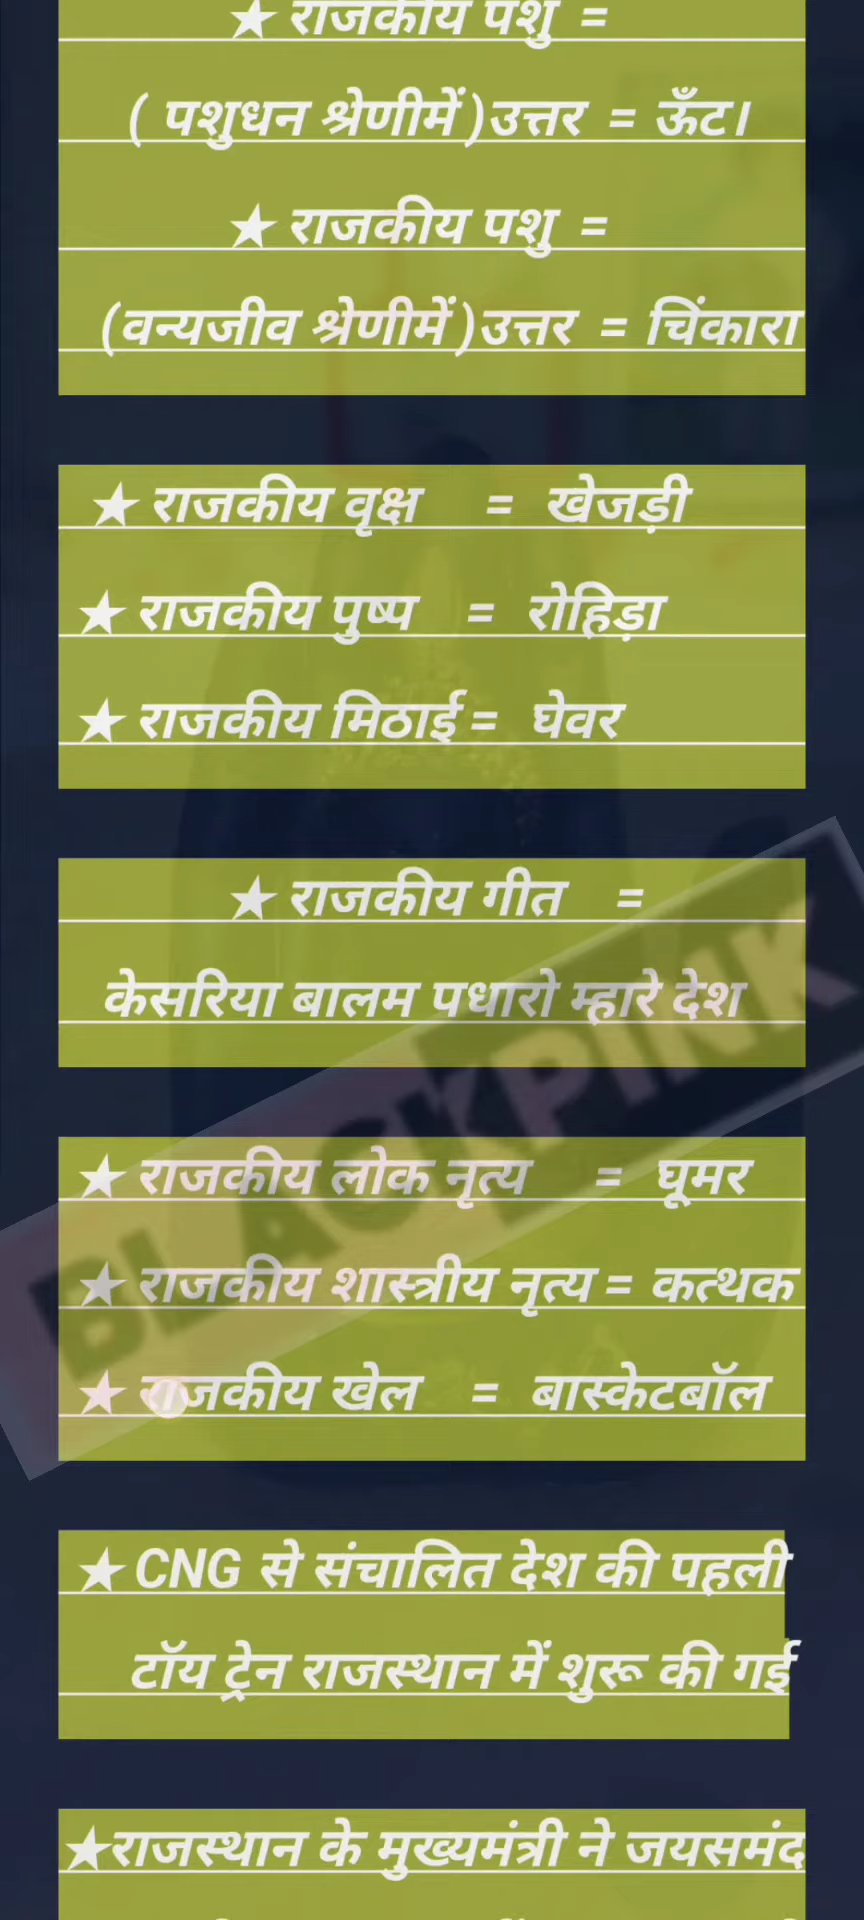 ★ राजकीय पशु =
( पशुधन श्रेणीमें )उत्तर = ऊँट।
★ राजकीय पशु =
(वन्यजीव श्रेणीमें )उत्तर = चिंकारा
★ राजकीय वृक्ष = खेजड़ी
★ राजकीय पुष्प = रोहिड़ा
★ राजकीय मिठाई = घेवर
★ राजकीय गीत =
केसरिया बालम पधारो म्हारे देश
BLACKPINK
★ राजकीय लोक नृत्य = घूमर
★ राजकीय शास्त्रीय नृत्य = कत्थक
★ राजकीय खेल = बास्केटबॉल
★ CNG से संचालित देश की पहली
टॉय ट्रेन राजस्थान में शुरू की गई
★राजस्थान के मुख्यमंत्री ने जयसमंद